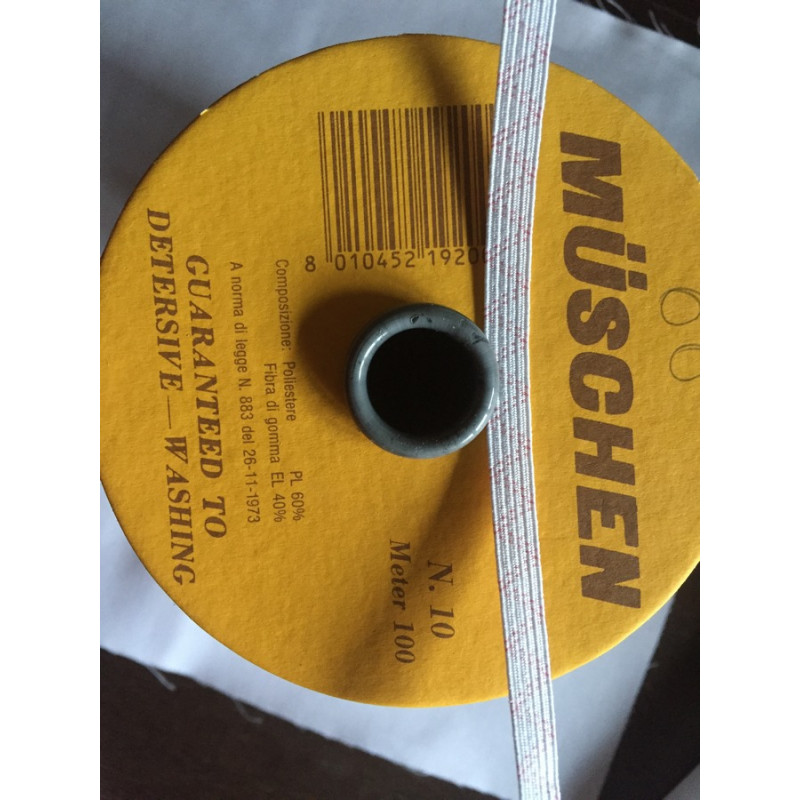 MÜSCHEN
N. 10
Meter 100
8 010452 1920
Composizione: Poliestere PL 60%
Fibra di gomma EL 40%
A norma di legge N. 883 del 26-11-1973
GUARANTEED TO
DETERSIVE — WASHING